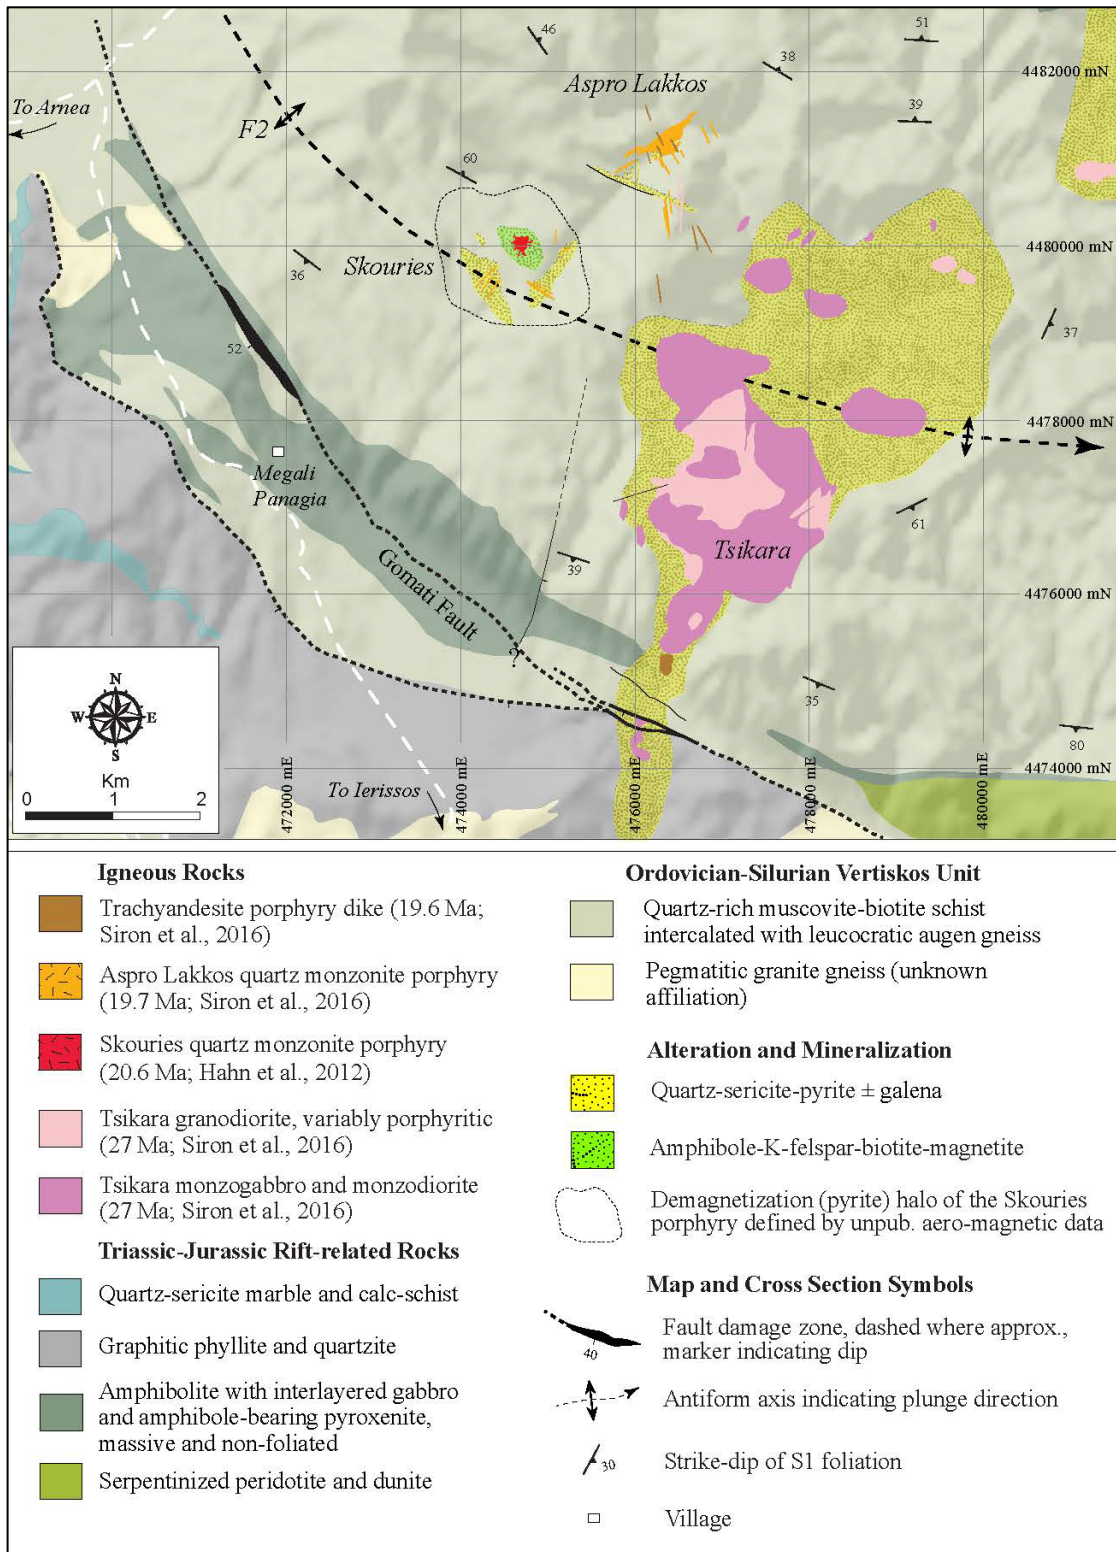 46
51
38
Aspro Lakkos
4482000 mN
To Arnea
F2
39
60
4480000 mN
36
Skouries
37
52
4478000 mN
Megali
Panagia
61
Tsikara
39
Gomati Fault
4476000 mN
?
N
W E
S
35
80
Km
0 1 2
4474000 mN
To Ierissos
472000 mE
474000 mE
476000 mE
478000 mE
480000 mE
Igneous Rocks
Trachyandesite porphyry dike (19.6 Ma;
Siron et al., 2016)
Aspro Lakkos quartz monzonite porphyry
(19.7 Ma; Siron et al., 2016)
Skouries quartz monzonite porphyry
(20.6 Ma; Hahn et al., 2012)
Tsikara granodiorite, variably porphyritic
(27 Ma; Siron et al., 2016)
Tsikara monzogabbro and monzodiorite
(27 Ma; Siron et al., 2016)
Triassic-Jurassic Rift-related Rocks
Quartz-sericite marble and calc-schist
Graphitic phyllite and quartzite
Amphibolite with interlayered gabbro
and amphibole-bearing pyroxenite,
massive and non-foliated
Serpentinized peridotite and dunite
Ordovician-Silurian Vertiskos Unit
Quartz-rich muscovite-biotite schist
intercalated with leucocratic augen gneiss
Pegmatitic granite gneiss (unknown
affiliation)
Alteration and Mineralization
Quartz-sericite-pyrite ± galena
Amphibole-K-felspar-biotite-magnetite
Demagnetization (pyrite) halo of the Skouries
porphyry defined by unpub. aero-magnetic data
Map and Cross Section Symbols
40
Fault damage zone, dashed where approx.,
marker indicating dip
Antiform axis indicating plunge direction
30
Strike-dip of S1 foliation
Village